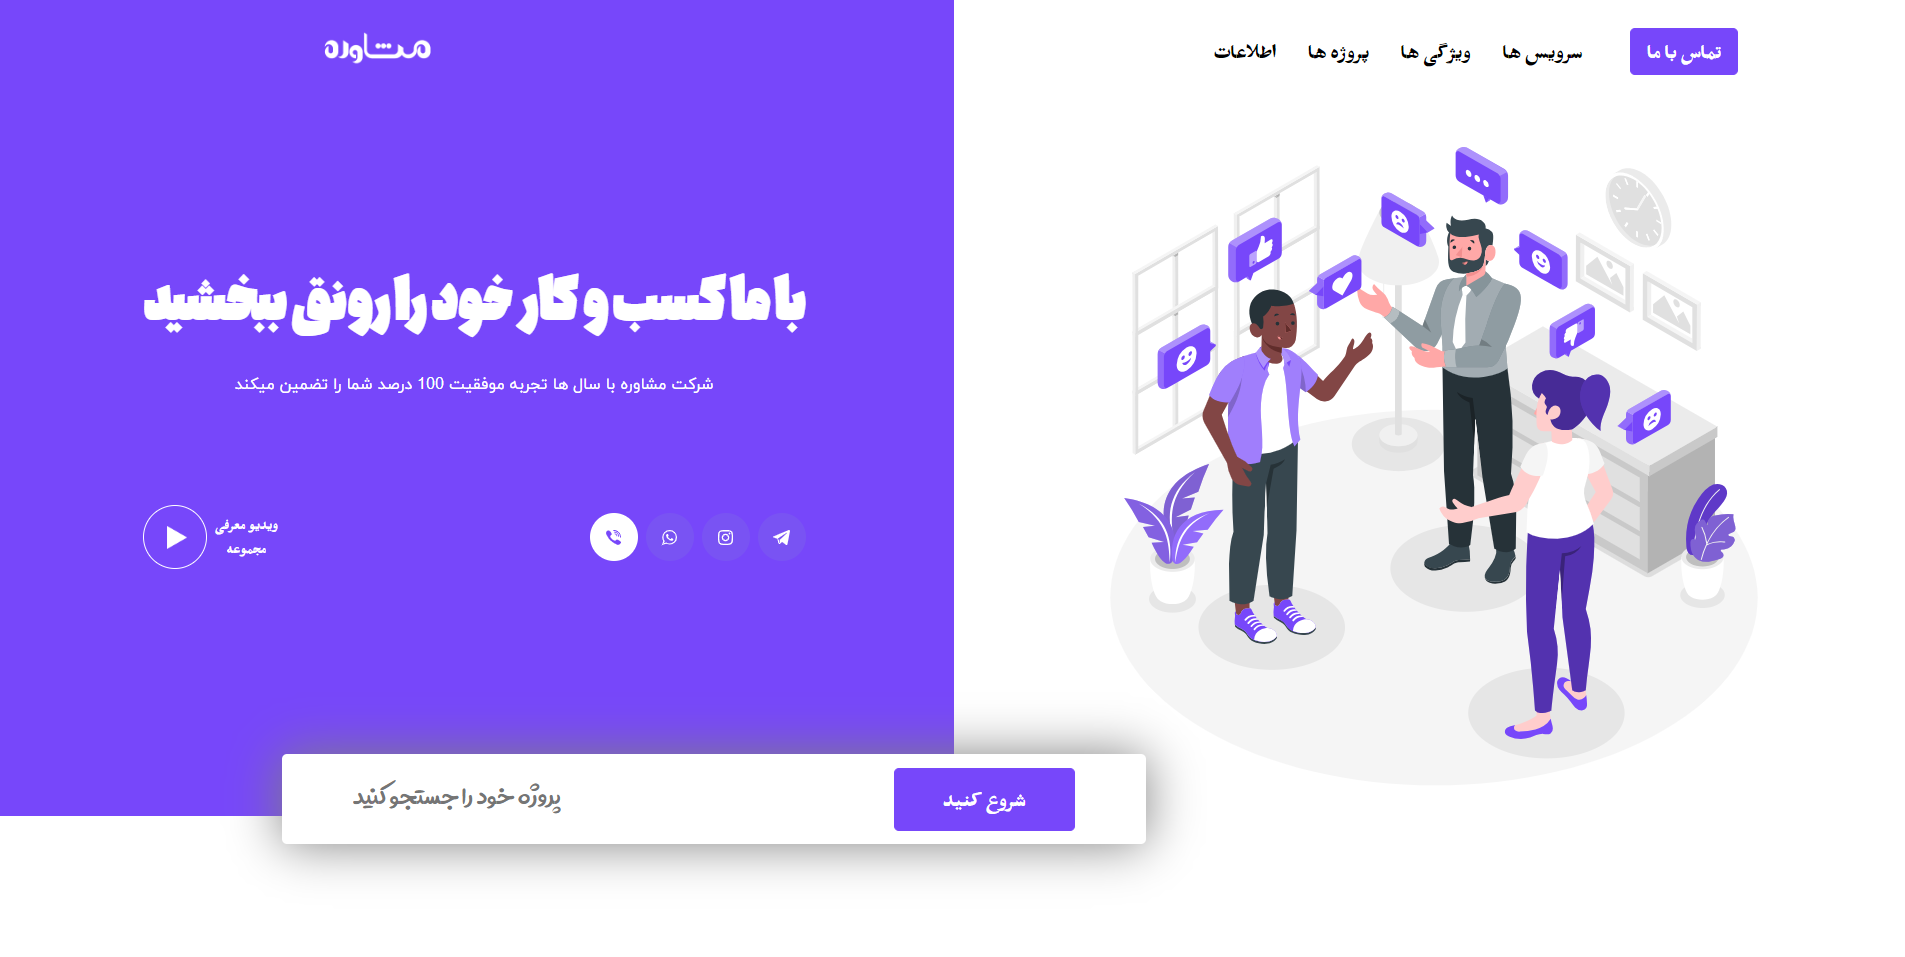 تماس با ما
سرویس ها
ویژگی ها
پروژه ها
اطلاعات
مشاوره
با ما کسب و کار خود را رونق ببخشید
شرکت مشاوره با سال ها تجربه موفقیت 100 درصد شما را تضمین میکند
ویدیو معرفی
مجموعه
شروع کنید
پروژه خود را جستجو کنید